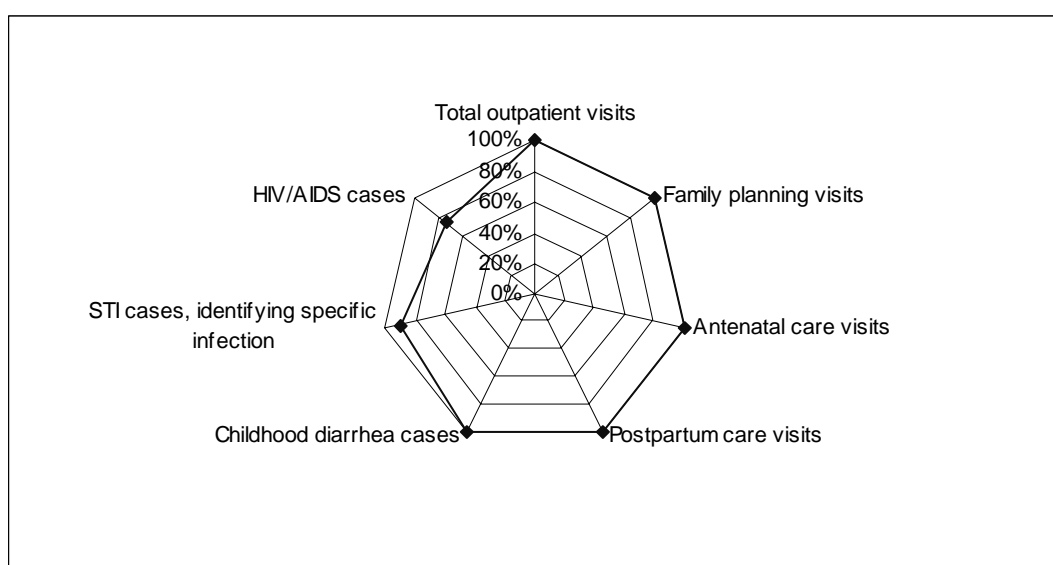 Total outpatient visits
100%
80%
60%
40%
20%
0%
Family planning visits
Antenatal care visits
Postpartum care visits
Childhood diarrhea cases
STI cases, identifying specific
infection
HIV/AIDS cases